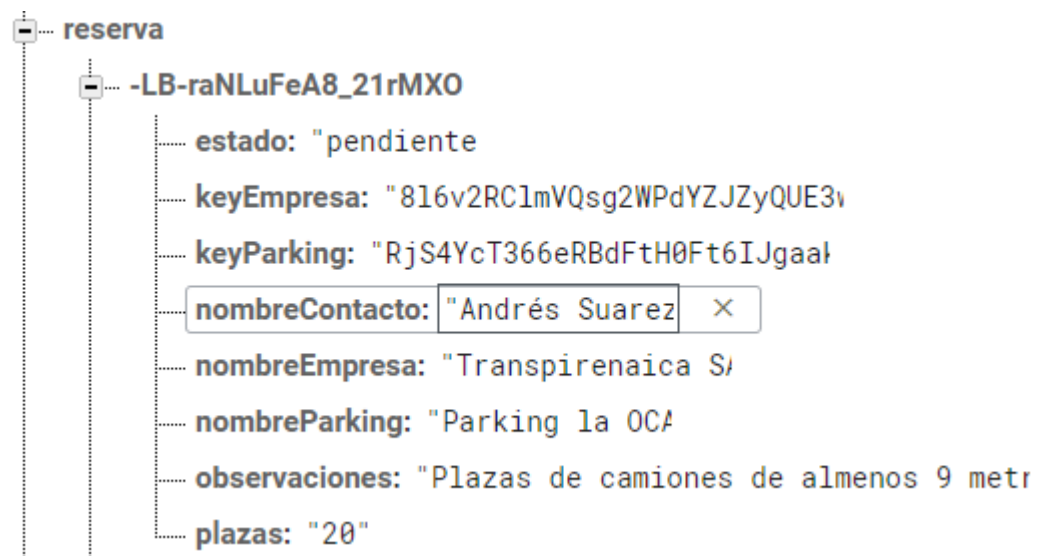 reserva
-LB-raNLuFeA8_21rMXO
estado: "pendiente
keyEmpresa: "8l6v2RClmVQsg2WPdYZJZyQUE3
keyParking: "RjS4YcT366eRBdFtH0Ft6IJgaa
nombreContacto: "Andrés Suarez
nombreEmpresa: "Transpirenaica S
nombreParking: "Parking la OCA
observaciones: "Plazas de camiones de almenos 9 metr
plazas: "20"